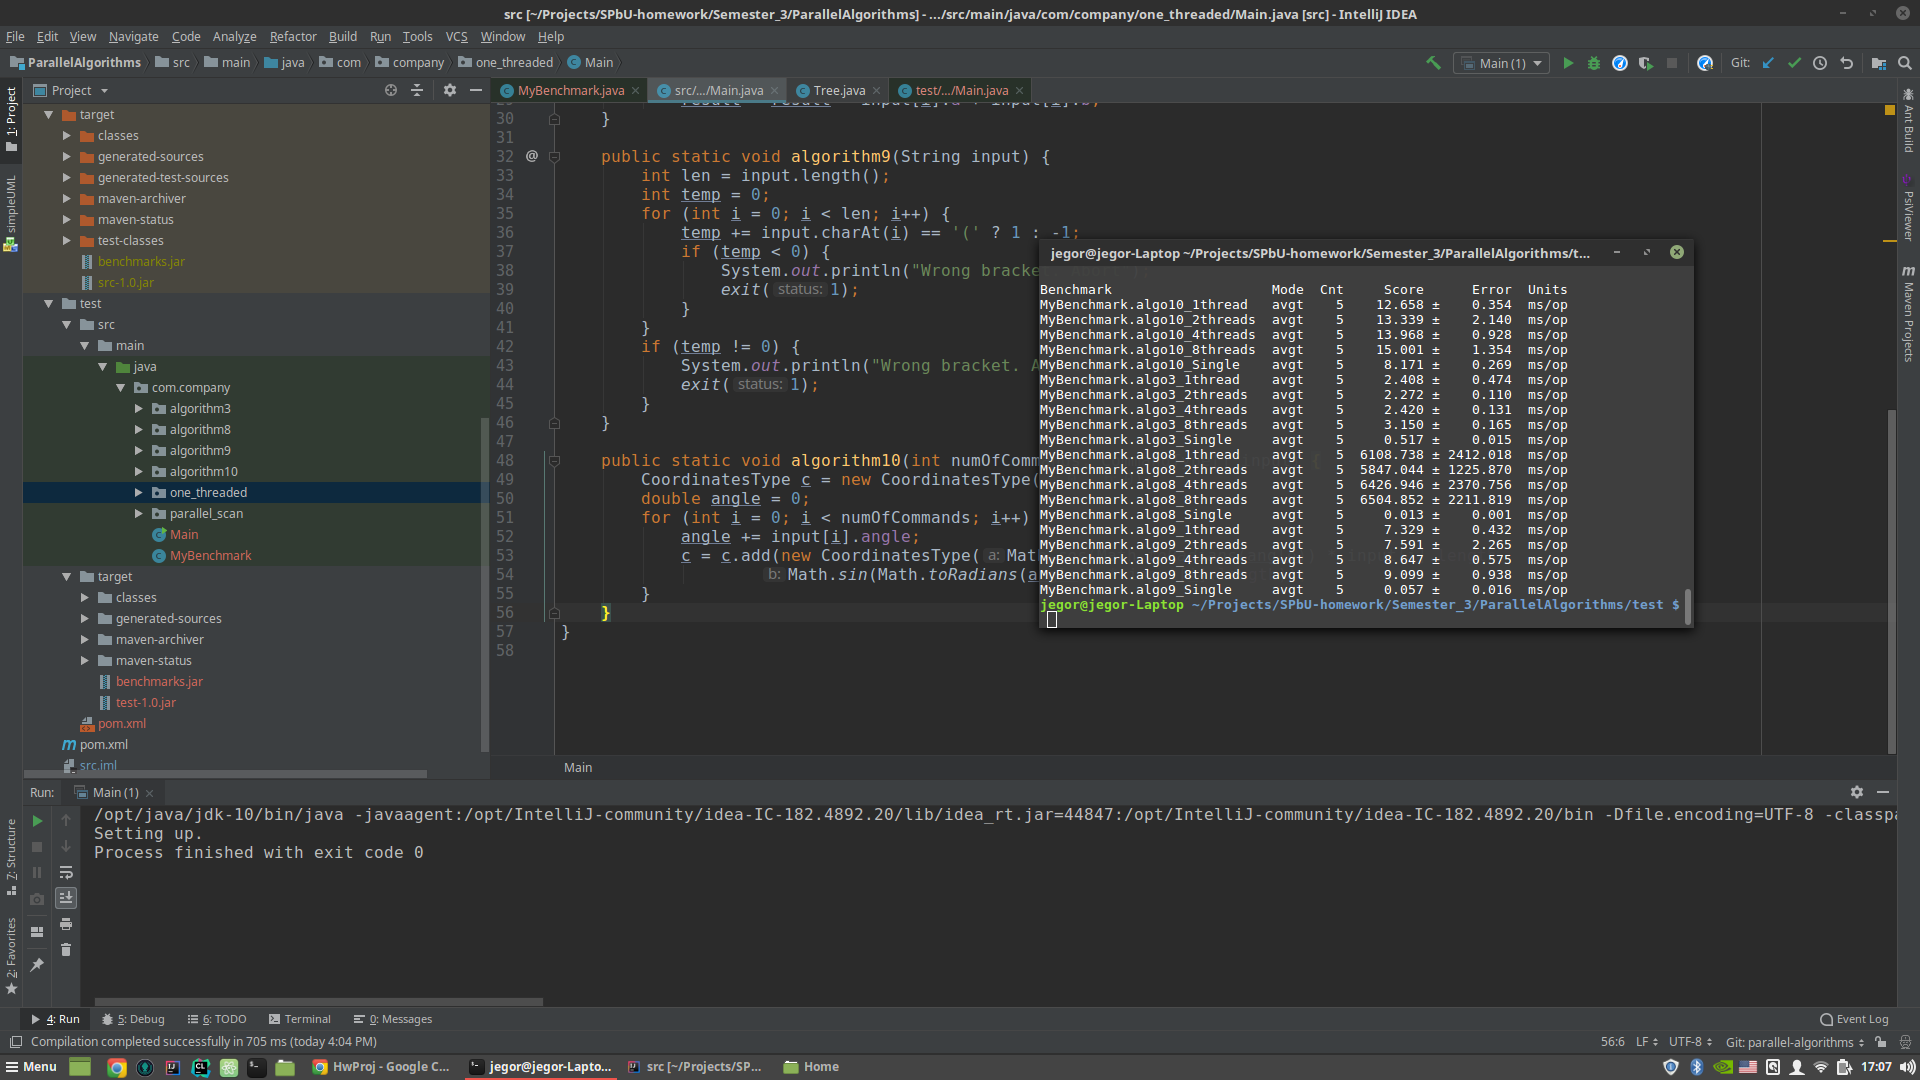 src [~/Projects/SPbU-homework/Semester_3/ParallelAlgorithms] - .../src/main/java/com/company/one_threaded/Main.java [src] - IntelliJ IDEA
File Edit View Navigate Code Analyze Refactor Build Run Tools VCS Window Help
ParallelAlgorithms src main java com company one_threaded Main
Main (1) Git:
1: Project
simpleUML
7: Structure
2: Favorites
Project
target
classes
generated-sources
generated-test-sources
maven-archiver
maven-status
test-classes
benchmarks.jar
src-1.0.jar
test
src
main
java
com.company
algorithm3
algorithm8
algorithm9
algorithm10
one_threaded
parallel_scan
Main
MyBenchmark
target
classes
generated-sources
maven-archiver
maven-status
benchmarks.jar
test-1.0.jar
pom.xml
pom.xml
src.iml
MyBenchmark.java src/.../Main.java Tree.java test/.../Main.java
30 }
31
32 @ public static void algorithm9(String input) {
33 int len = input.length();
34 int temp = 0;
35 for (int i = 0; i < len; i++) {
36 temp += input.charAt(i) == '(' ? 1 : -1;
37 if (temp < 0) {
38 System.out.println("Wrong bracket.
39 exit( status: 1);
40 }
41 }
42 if (temp != 0) {
43 System.out.println("Wrong bracket. A
44 exit( status: 1);
45 }
46 }
47
48 public static void algorithm10(int numOfComm
49 CoordinatesType c = new CoordinatesType(
50 double angle = 0;
51 for (int i = 0; i < numOfCommands; i++)
52 angle += input[i].angle;
53 c = c.add(new CoordinatesType( a: Mat
54 b: Math.sin(Math.toRadians(a
55 }
56 }
57 }
58
Main
jegor@jegor-Laptop ~/Projects/SPbU-homework/Semester_3/ParallelAlgorithms/t...
Benchmark Mode Cnt Score Error Units
MyBenchmark.algo10_1thread avgt 5 12.658 ± 0.354 ms/op
MyBenchmark.algo10_2threads avgt 5 13.339 ± 2.140 ms/op
MyBenchmark.algo10_4threads avgt 5 13.968 ± 0.928 ms/op
MyBenchmark.algo10_8threads avgt 5 15.001 ± 1.354 ms/op
MyBenchmark.algo10_Single avgt 5 8.171 ± 0.269 ms/op
MyBenchmark.algo3_1thread avgt 5 2.408 ± 0.474 ms/op
MyBenchmark.algo3_2threads avgt 5 2.272 ± 0.110 ms/op
MyBenchmark.algo3_4threads avgt 5 2.420 ± 0.131 ms/op
MyBenchmark.algo3_8threads avgt 5 3.150 ± 0.165 ms/op
MyBenchmark.algo3_Single avgt 5 0.517 ± 0.015 ms/op
MyBenchmark.algo8_1thread avgt 5 6108.738 ± 2412.018 ms/op
MyBenchmark.algo8_2threads avgt 5 5847.044 ± 1225.870 ms/op
MyBenchmark.algo8_4threads avgt 5 6426.946 ± 2370.756 ms/op
MyBenchmark.algo8_8threads avgt 5 6504.852 ± 2211.819 ms/op
MyBenchmark.algo8_Single avgt 5 0.013 ± 0.001 ms/op
MyBenchmark.algo9_1thread avgt 5 7.329 ± 0.432 ms/op
MyBenchmark.algo9_2threads avgt 5 7.591 ± 2.265 ms/op
MyBenchmark.algo9_4threads avgt 5 8.647 ± 0.575 ms/op
MyBenchmark.algo9_8threads avgt 5 9.099 ± 0.938 ms/op
MyBenchmark.algo9_Single avgt 5 0.057 ± 0.016 ms/op
jegor@jegor-Laptop ~/Projects/SPbU-homework/Semester_3/ParallelAlgorithms/test $
Ant Build
PsiViewer
Maven Projects
Run: Main (1)
/opt/java/jdk-10/bin/java -javaagent:/opt/IntelliJ-community/idea-IC-182.4892.20/lib/idea_rt.jar=44847:/opt/IntelliJ-community/idea-IC-182.4892.20/bin -Dfile.encoding=UTF-8 -classpa
Setting up.
Process finished with exit code 0
4: Run 5: Debug 6: TODO Terminal 0: Messages Event Log
Compilation completed successfully in 705 ms (today 4:04 PM) 56:6 LF UTF-8 Git: parallel-algorithms
Menu HwProj - Google C... jegor@jegor-Lapto... src [~/Projects/SP... Home 17:07